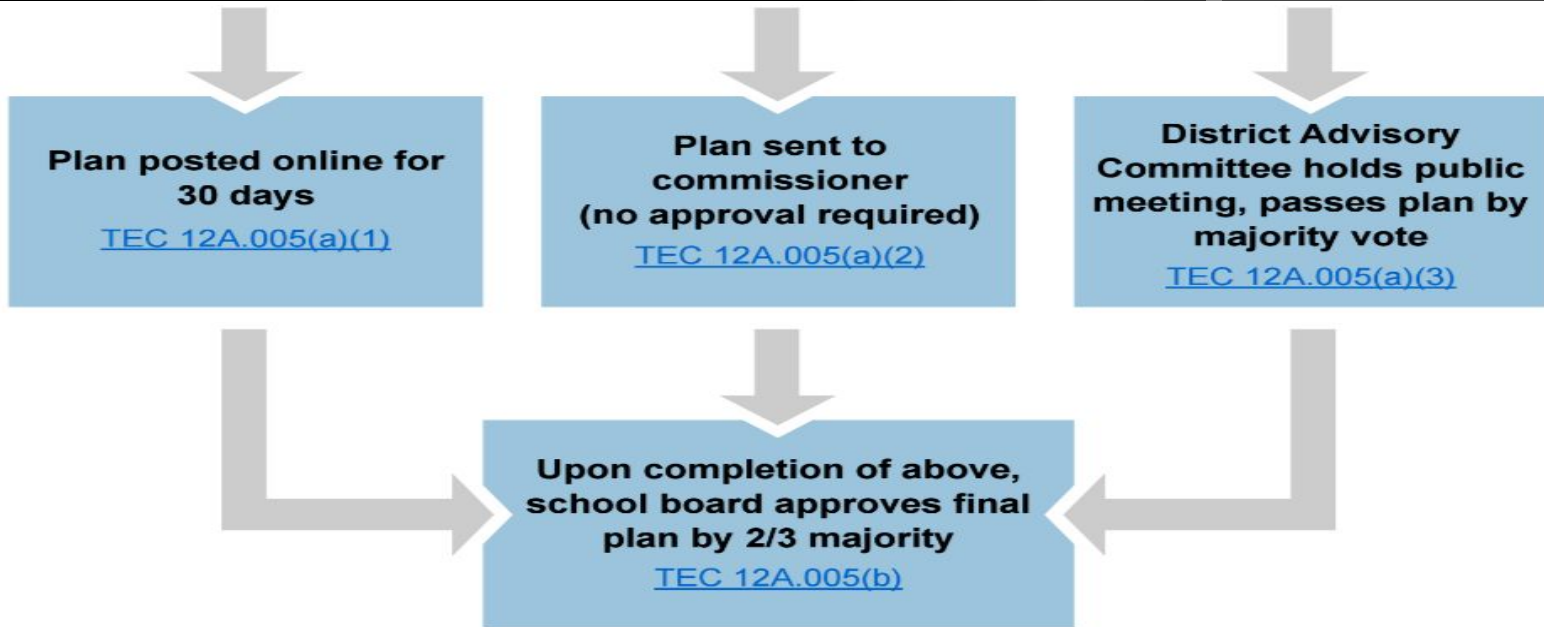 Plan posted online for
30 days
TEC 12A.005(a)(1)
Plan sent to
commissioner
(no approval required)
TEC 12A.005(a)(2)
District Advisory
Committee holds public
meeting, passes plan by
majority vote
TEC 12A.005(a)(3)
Upon completion of above,
school board approves final
plan by 2/3 majority
TEC 12A.005(b)